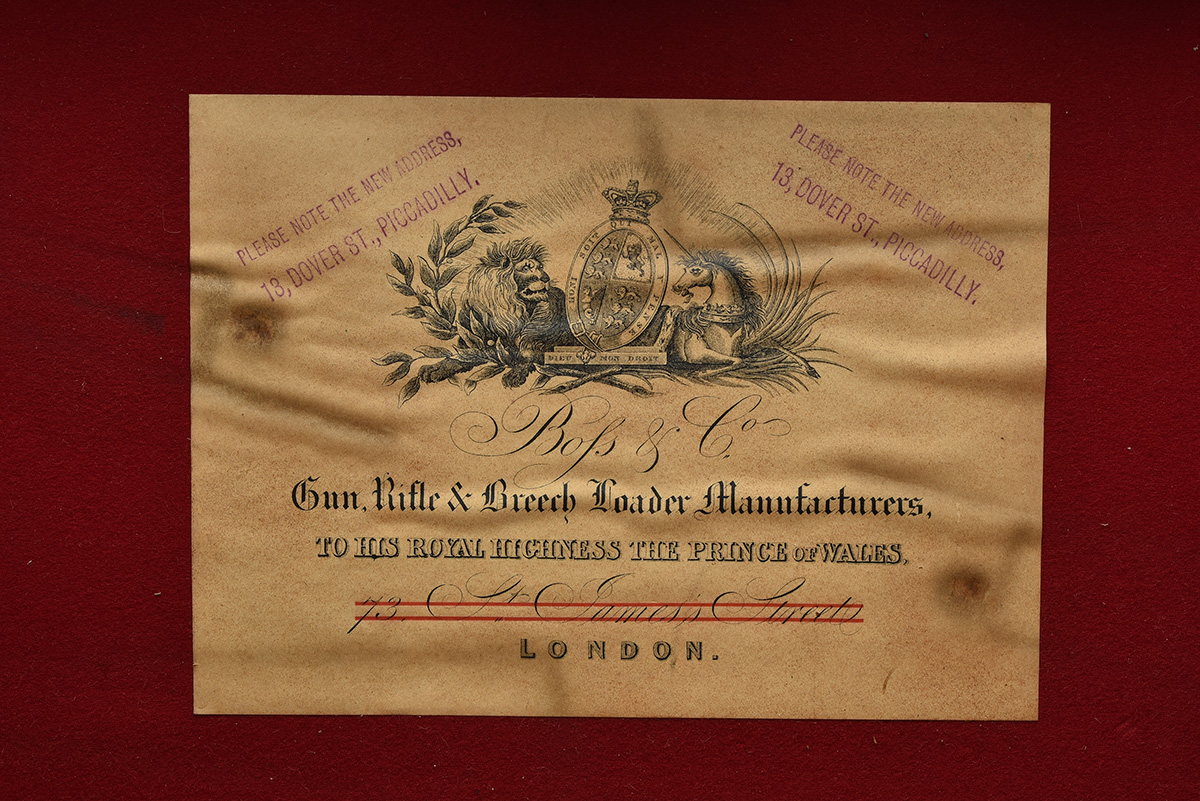 PLEASE NOTE THE NEW ADDRESS,
13, DOVER ST., PICCADILLY.
PLEASE NOTE THE NEW ADDRESS,
13, DOVER ST., PICCADILLY.
HONI SOIT QUI MAL Y PENSE
DIEU ET MON DROIT
Boſs & Co.
Gun, Rifle & Breech Loader Manufacturers,
TO HIS ROYAL HIGHNESS THE PRINCE OF WALES,
73. St. James's Street
LONDON.